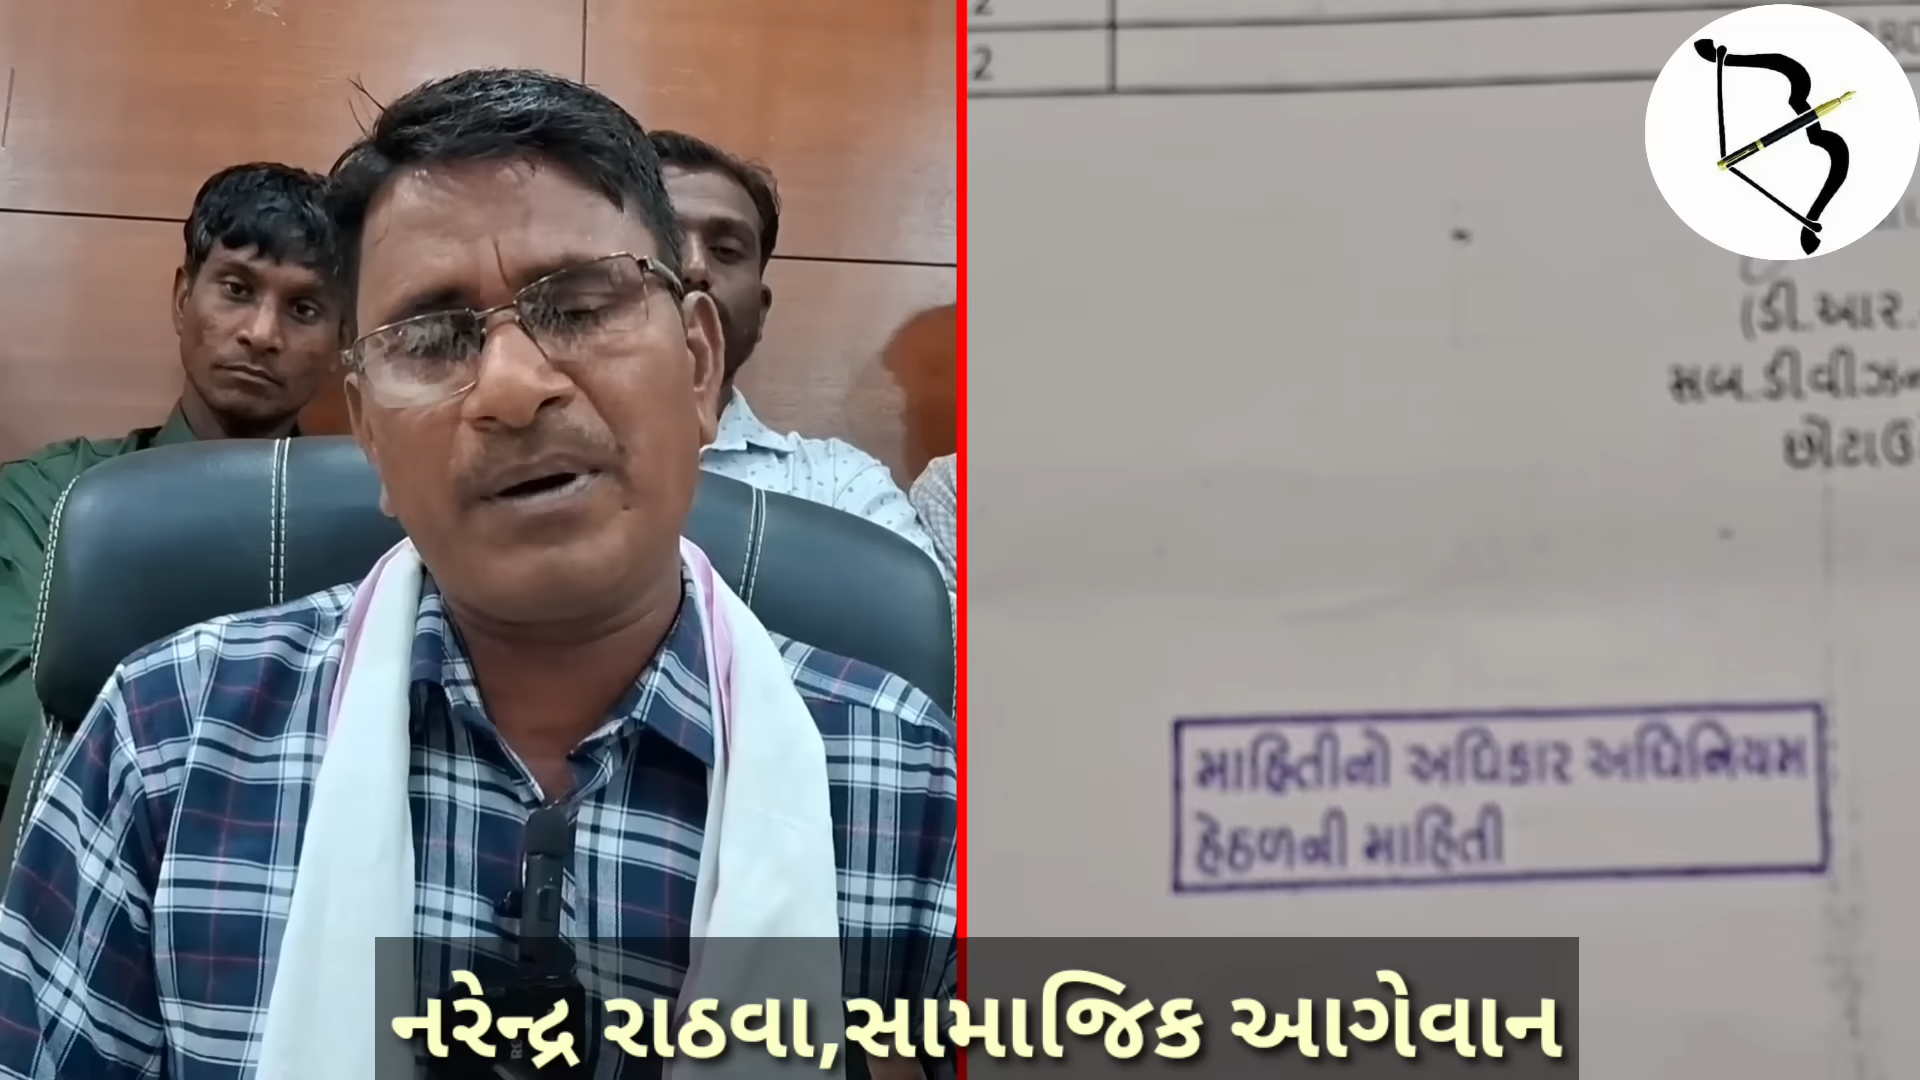 2
2
(ડી.આર.
સબ.ડીવીઝન
છોટાઉ
માહિતીનો અધિકાર અધિનિયમ
હેઠળની માહિતી
નરેન્દ્ર રાઠવા,સામાજિક આગેવાન